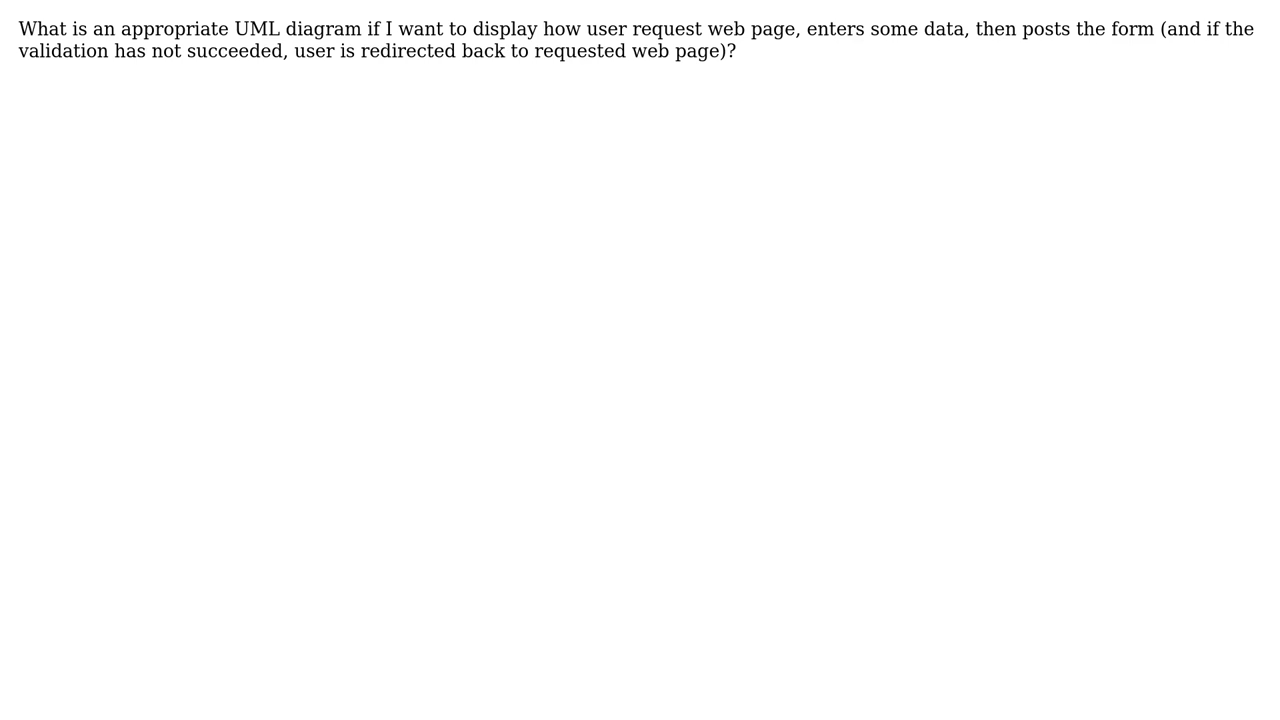 What is an appropriate UML diagram if I want to display how user request web page, enters some data, then posts the form (and if the
validation has not succeeded, user is redirected back to requested web page)?